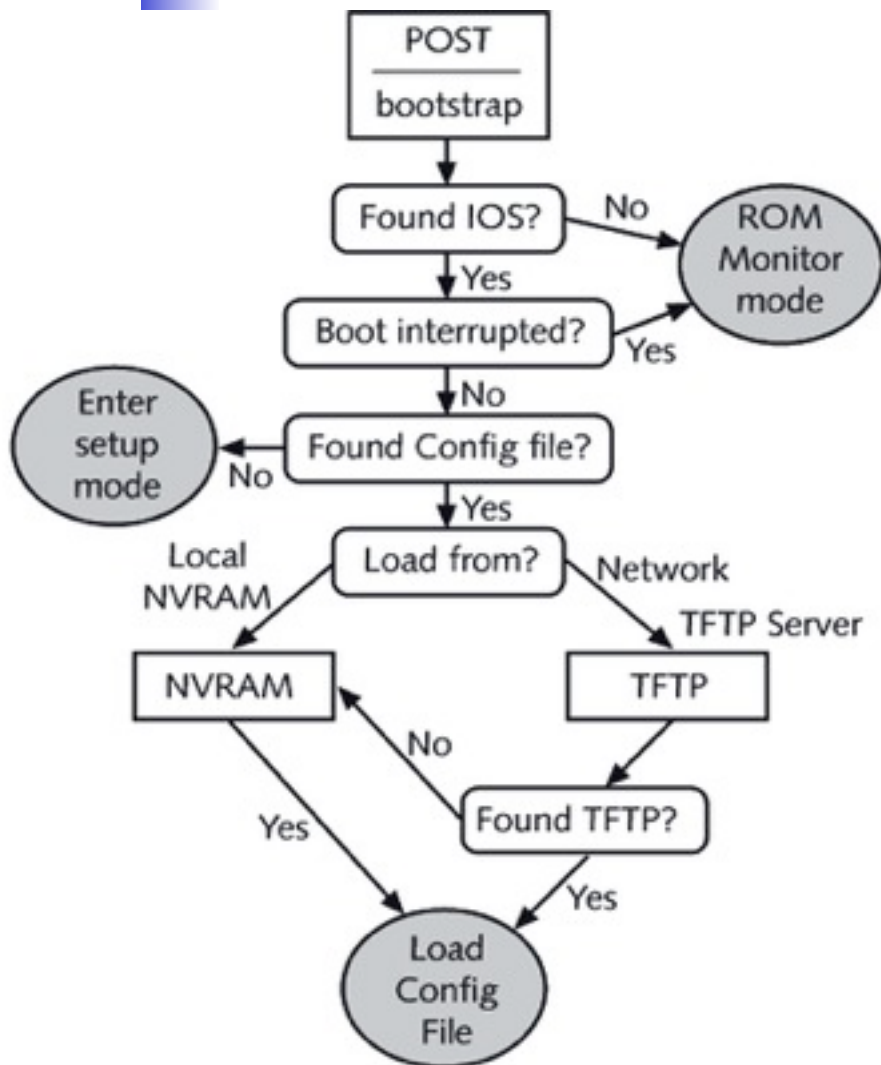 POST
bootstrap
Found IOS?
No
ROM
Monitor
mode
Yes
Boot interrupted?
Yes
No
Enter
setup
mode
No
Found Config file?
Yes
Local
NVRAM
Load from?
Network
TFTP Server
NVRAM
TFTP
No
Found TFTP?
Yes
Yes
Load
Config
File